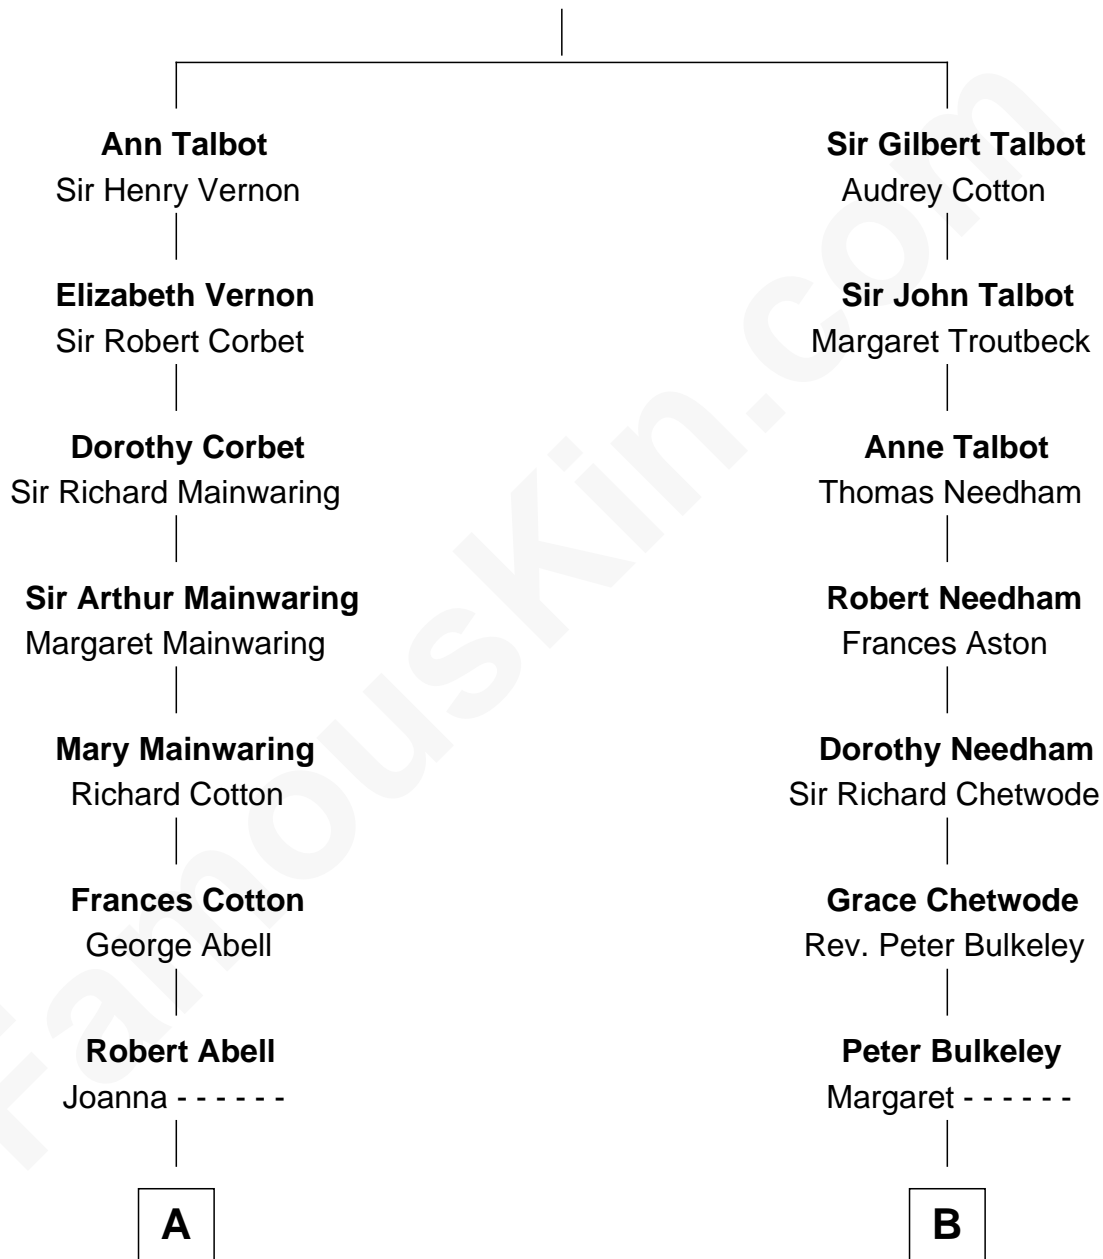 Ann Talbot
Sir Henry Vernon
Elizabeth Vernon
Sir Robert Corbet
Dorothy Corbet
Sir Richard Mainwaring
Sir Arthur Mainwaring
Margaret Mainwaring
Mary Mainwaring
Richard Cotton
Frances Cotton
George Abell
Robert Abell
Joanna - - - - - -
A
Sir Gilbert Talbot
Audrey Cotton
Sir John Talbot
Margaret Troutbeck
Anne Talbot
Thomas Needham
Robert Needham
Frances Aston
Dorothy Needham
Sir Richard Chetwode
Grace Chetwode
Rev. Peter Bulkeley
Peter Bulkeley
Margaret - - - - - -
B
FamousKin.com